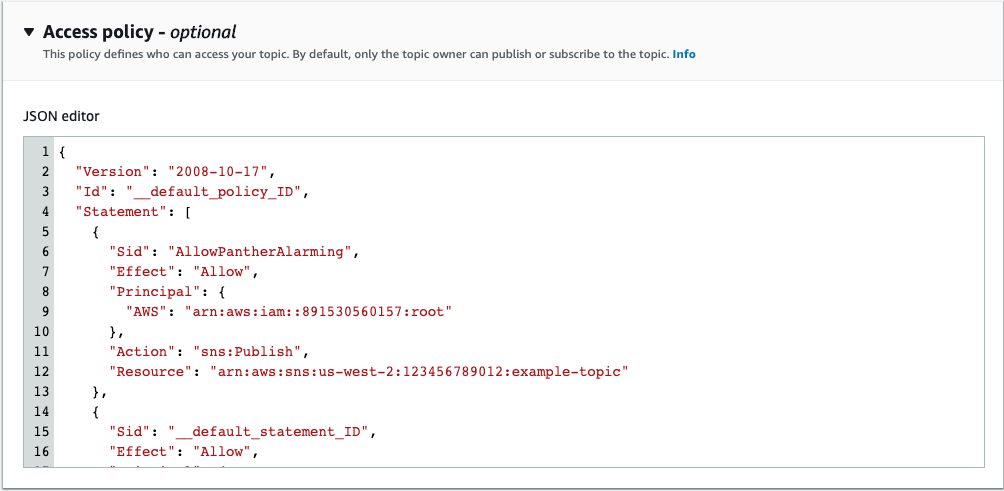 ▼ Access policy - optional
This policy defines who can access your topic. By default, only the topic owner can publish or subscribe to the topic. Info
JSON editor
1 {
2   "Version": "2008-10-17",
3   "Id": "__default_policy_ID",
4   "Statement": [
5     {
6       "Sid": "AllowPantherAlarming",
7       "Effect": "Allow",
8       "Principal": {
9         "AWS": "arn:aws:iam::891530560157:root"
10       },
11       "Action": "sns:Publish",
12       "Resource": "arn:aws:sns:us-west-2:123456789012:example-topic"
13     },
14     {
15       "Sid": "__default_statement_ID",
16       "Effect": "Allow",